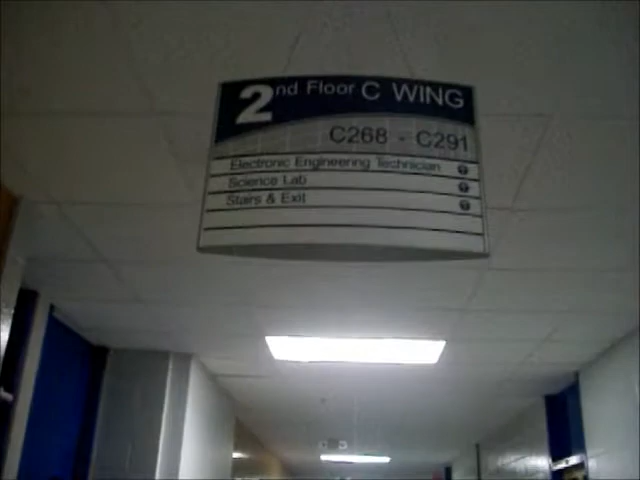 2nd Floor C WING
C268 - C291
Electronic Engineering Technician
Science Lab
Stairs & Exit